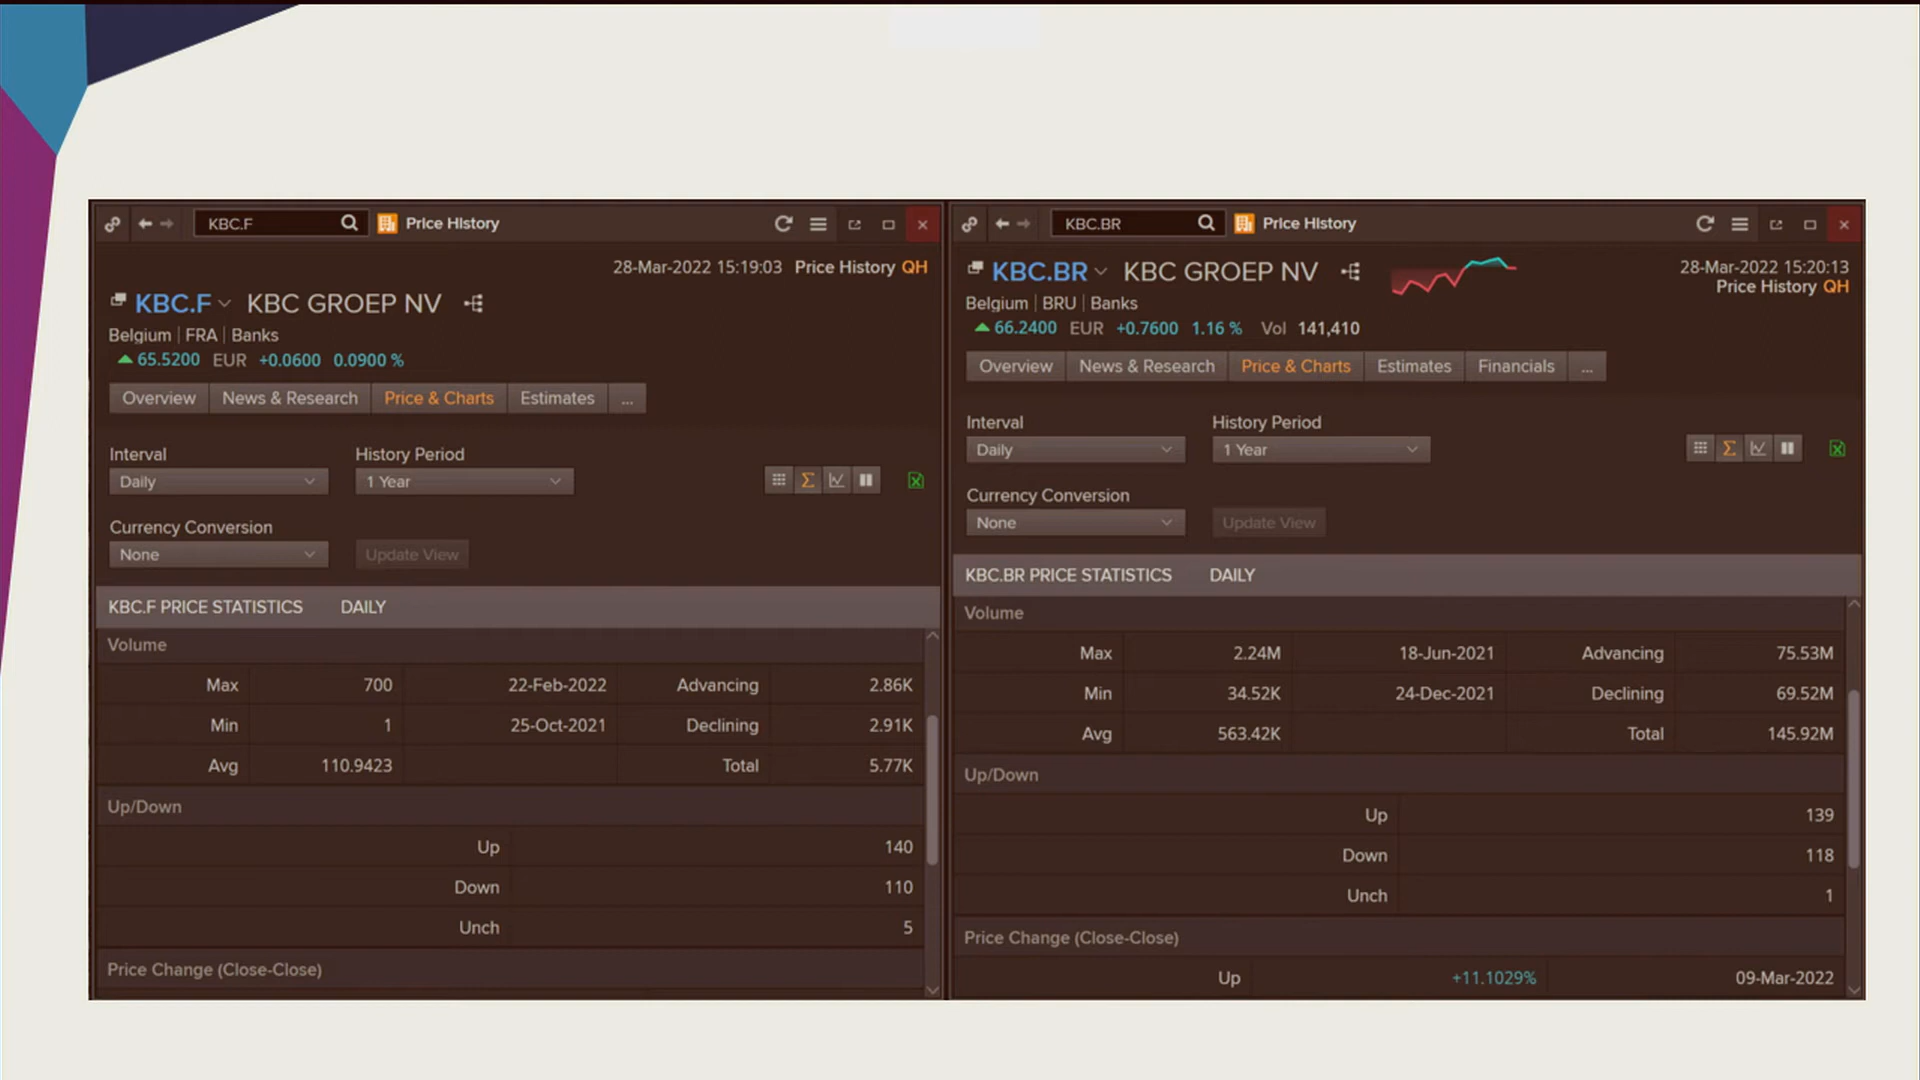 KBC.F Price History
28-Mar-2022 15:19:03 Price History QH
KBC.F KBC GROEP NV
Belgium | FRA | Banks
65.5200 EUR +0.0600 0.0900 %
Overview News & Research Price & Charts Estimates ...
Interval History Period
Daily 1 Year
Currency Conversion
None Update View
KBC.F PRICE STATISTICS DAILY
Volume
Max 700 22-Feb-2022 Advancing 2.86K
Min 1 25-Oct-2021 Declining 2.91K
Avg 110.9423 Total 5.77K
Up/Down
Up 140
Down 110
Unch 5
Price Change (Close-Close)
KBC.BR Price History
KBC.BR KBC GROEP NV 28-Mar-2022 15:20:13
Price History QH
Belgium | BRU | Banks
66.2400 EUR +0.7600 1.16 % Vol 141,410
Overview News & Research Price & Charts Estimates Financials ...
Interval History Period
Daily 1 Year
Currency Conversion
None Update View
KBC.BR PRICE STATISTICS DAILY
Volume
Max 2.24M 18-Jun-2021 Advancing 75.53M
Min 34.52K 24-Dec-2021 Declining 69.52M
Avg 563.42K Total 145.92M
Up/Down
Up 139
Down 118
Unch 1
Price Change (Close-Close)
Up +11.1029% 09-Mar-2022